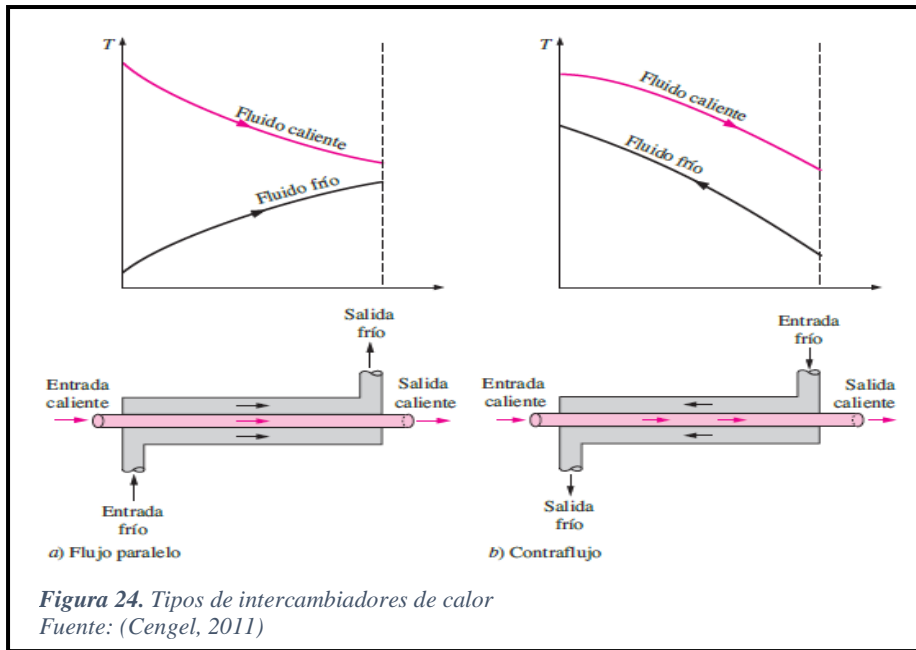 T
Fluido caliente
Fluido frío
T
Fluido caliente
Fluido frío
Salida
frío
Entrada
caliente
Salida
caliente
Entrada
frío
a) Flujo paralelo
Entrada
frío
Entrada
caliente
Salida
caliente
Salida
frío
b) Contraflujo
Figura 24. Tipos de intercambiadores de calor
Fuente: (Cengel, 2011)